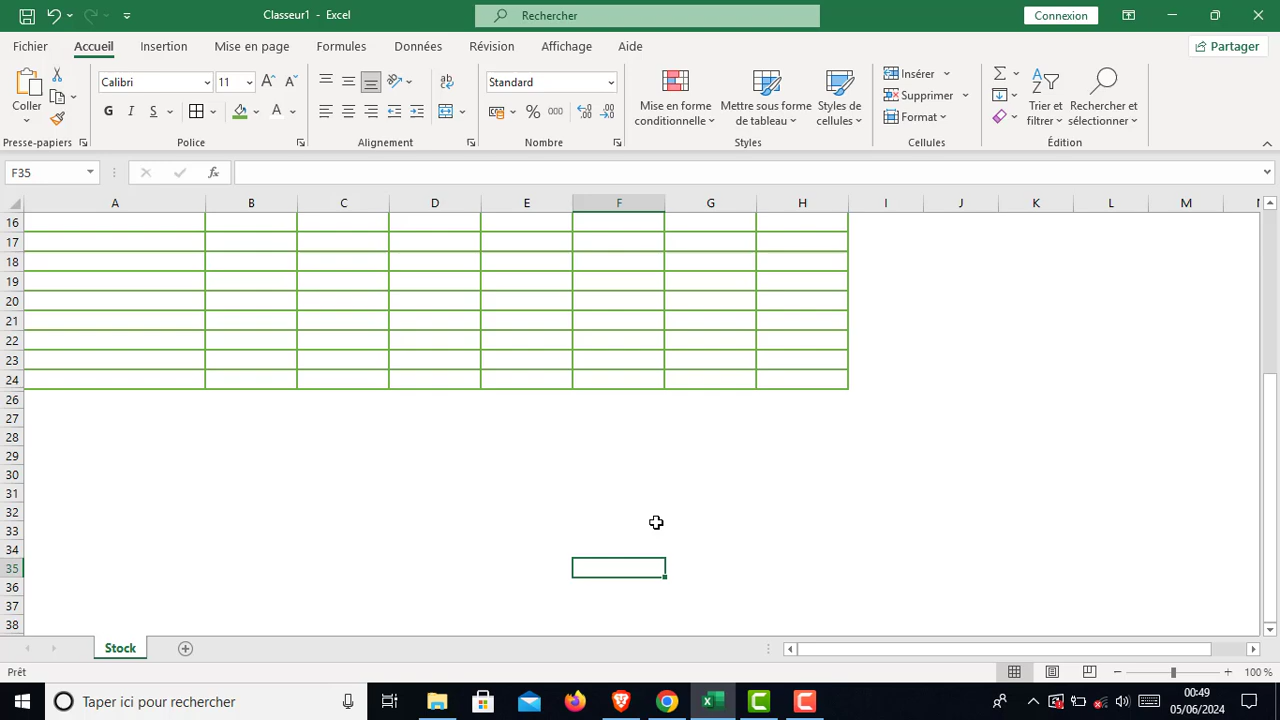 Classeur1 - Excel
Rechercher
Connexion
Fichier
Accueil
Insertion
Mise en page
Formules
Données
Révision
Affichage
Aide
Partager
Coller
Calibri
11
G
I
S
A
ab
Standard
%
000
Mise en forme
conditionnelle
Mettre sous forme
de tableau
Styles de
cellules
Insérer
Supprimer
Format
Trier et
filtrer
Rechercher et
sélectionner
Presse-papiers
Police
Alignement
Nombre
Styles
Cellules
Édition
F35
fx
A B C D E F G H I J K L M
16
17
18
19
20
21
22
23
24
26
27
28
29
30
31
32
33
34
35
36
37
38
Stock
Prêt
100 %
Taper ici pour rechercher
00:49
05/06/2024